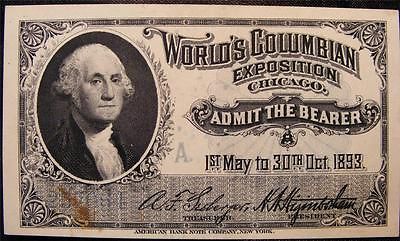 WORLD'S COLUMBIAN
EXPOSITION
CHICAGO.
ADMIT THE BEARER
A
1ST MAY to 30TH Oct. 1893.
TREASURER.
PRESIDENT
AMERICAN BANK NOTE COMPANY, NEW YORK.